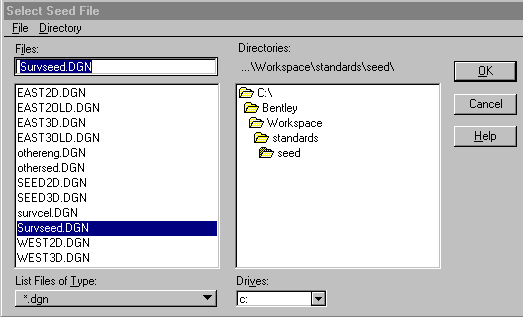 Select Seed File
File Directory
Files:
Survseed.DGN
EAST2D.DGN
EAST2OLD.DGN
EAST3D.DGN
EAST3OLD.DGN
othereng.DGN
othersed.DGN
SEED2D.DGN
SEED3D.DGN
survcel.DGN
Survseed.DGN
WEST2D.DGN
WEST3D.DGN
List Files of Type:
*.dgn
Directories:
...\Workspace\standards\seed\
C:\
Bentley
Workspace
standards
seed
Drives:
c:
OK
Cancel
Help